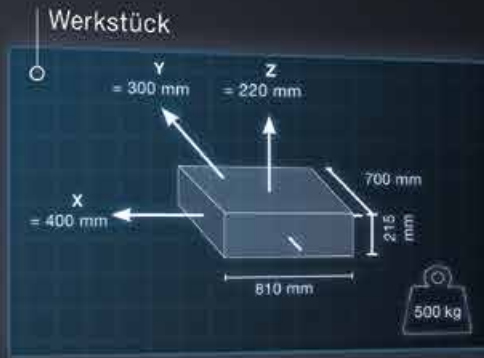 Werkstück
Y
= 300 mm
Z
= 220 mm
X
= 400 mm
700 mm
215
mm
810 mm
500 kg